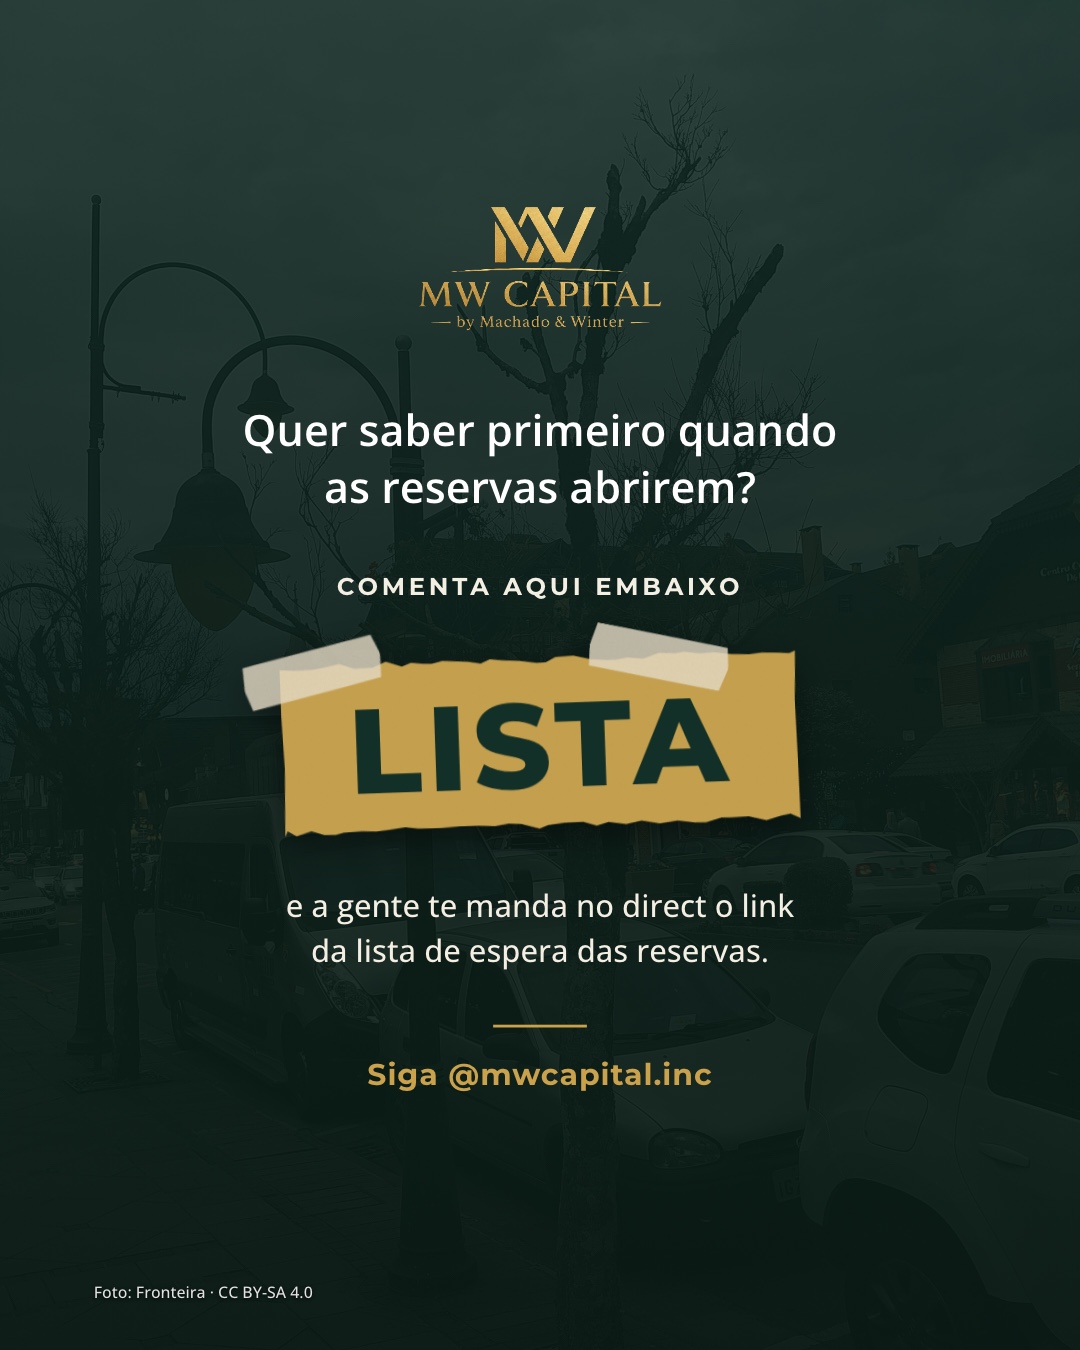 MW
MW CAPITAL
by Machado & Winter
Quer saber primeiro quando
as reservas abrirem?
COMENTA AQUI EMBAIXO
LISTA
e a gente te manda no direct o link
da lista de espera das reservas.
Siga @mwcapital.inc
Foto: Fronteira · CC BY-SA 4.0
IMOBILIÁRIA